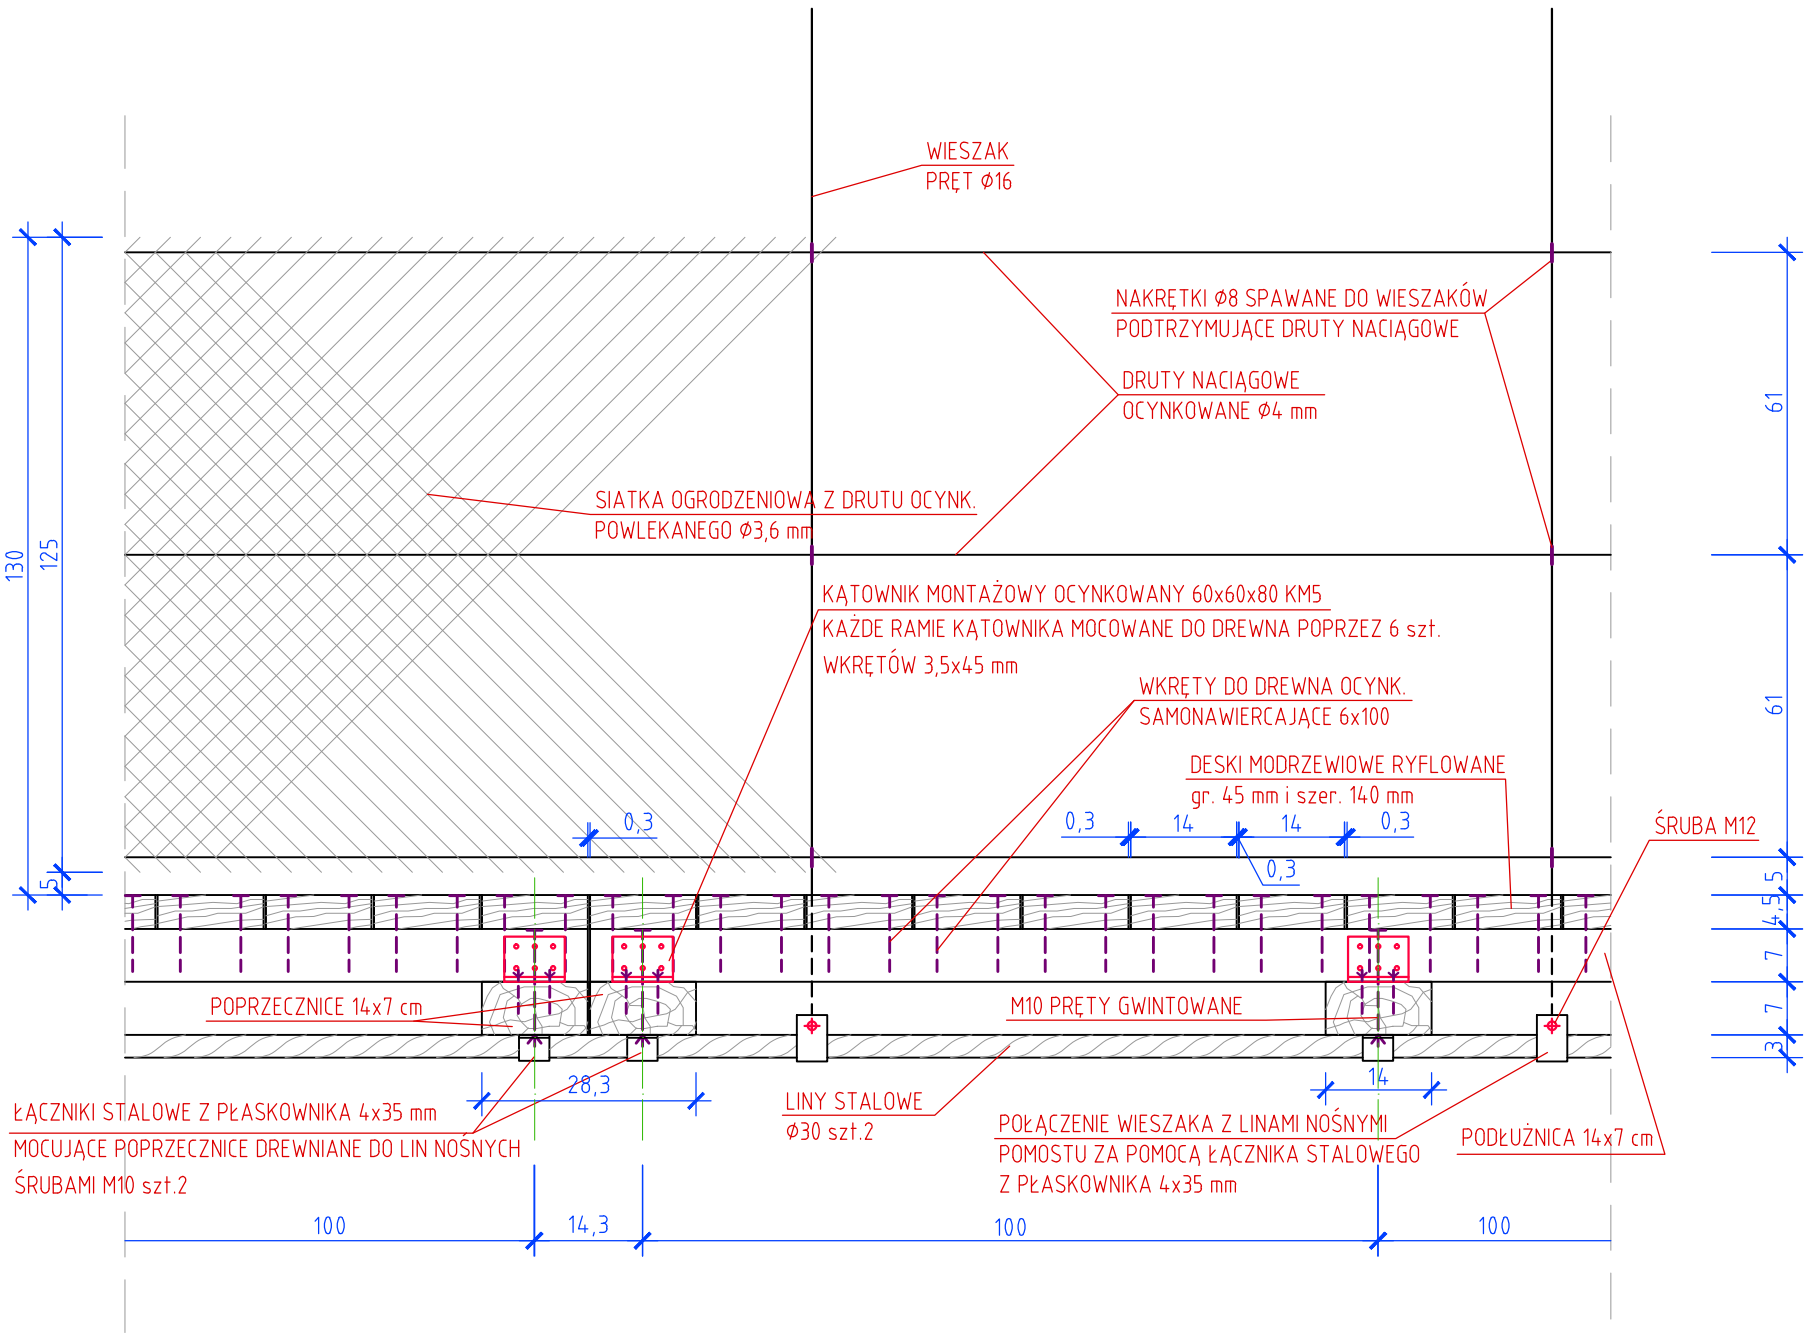 WIESZAK
PRĘT Ø16
NAKRĘTKI Ø8 SPAWANE DO WIESZAKÓW
PODTRZYMUJĄCE DRUTY NACIĄGOWE
DRUTY NACIĄGOWE
OCYNKOWANE Ø4 mm
61
SIATKA OGRODZENIOWA Z DRUTU OCYNK.
POWLEKANEGO Ø3,6 mm
130
125
KĄTOWNIK MONTAŻOWY OCYNKOWANY 60x60x80 KM5
KAŻDE RAMIE KĄTOWNIKA MOCOWANE DO DREWNA POPRZEZ 6 szt.
WKRĘTÓW 3,5x45 mm
WKRĘTY DO DREWNA OCYNK.
SAMONAWIERCAJĄCE 6x100
61
DESKI MODRZEWIOWE RYFLOWANE
gr. 45 mm i szer. 140 mm
0,3
0,3
14
14
0,3
ŚRUBA M12
0,3
5
5
4,5
7
POPRZECZNICE 14x7 cm
M10 PRĘTY GWINTOWANE
7
3
28,3
14
ŁĄCZNIKI STALOWE Z PŁASKOWNIKA 4x35 mm
MOCUJĄCE POPRZECZNICE DREWNIANE DO LIN NOŚNYCH
ŚRUBAMI M10 szt.2
LINY STALOWE
Ø30 szt.2
POŁĄCZENIE WIESZAKA Z LINAMI NOŚNYMI
POMOSTU ZA POMOCĄ ŁĄCZNIKA STALOWEGO
Z PŁASKOWNIKA 4x35 mm
PODŁUŻNICA 14x7 cm
100
14,3
100
100